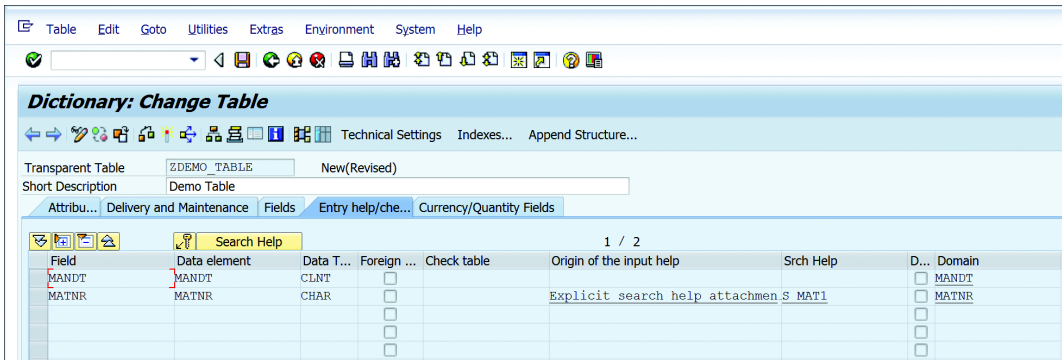 Table Edit Goto Utilities Extras Environment System Help
Dictionary: Change Table
Technical Settings Indexes... Append Structure...
Transparent Table ZDEMO_TABLE New(Revised)
Short Description Demo Table
Attribu... Delivery and Maintenance Fields Entry help/che... Currency/Quantity Fields
Search Help 1 / 2
Field Data element Data T... Foreign ... Check table Origin of the input help Srch Help D... Domain
MANDT MANDT CLNT MANDT
MATNR MATNR CHAR Explicit search help attachmen S_MAT1 MATNR